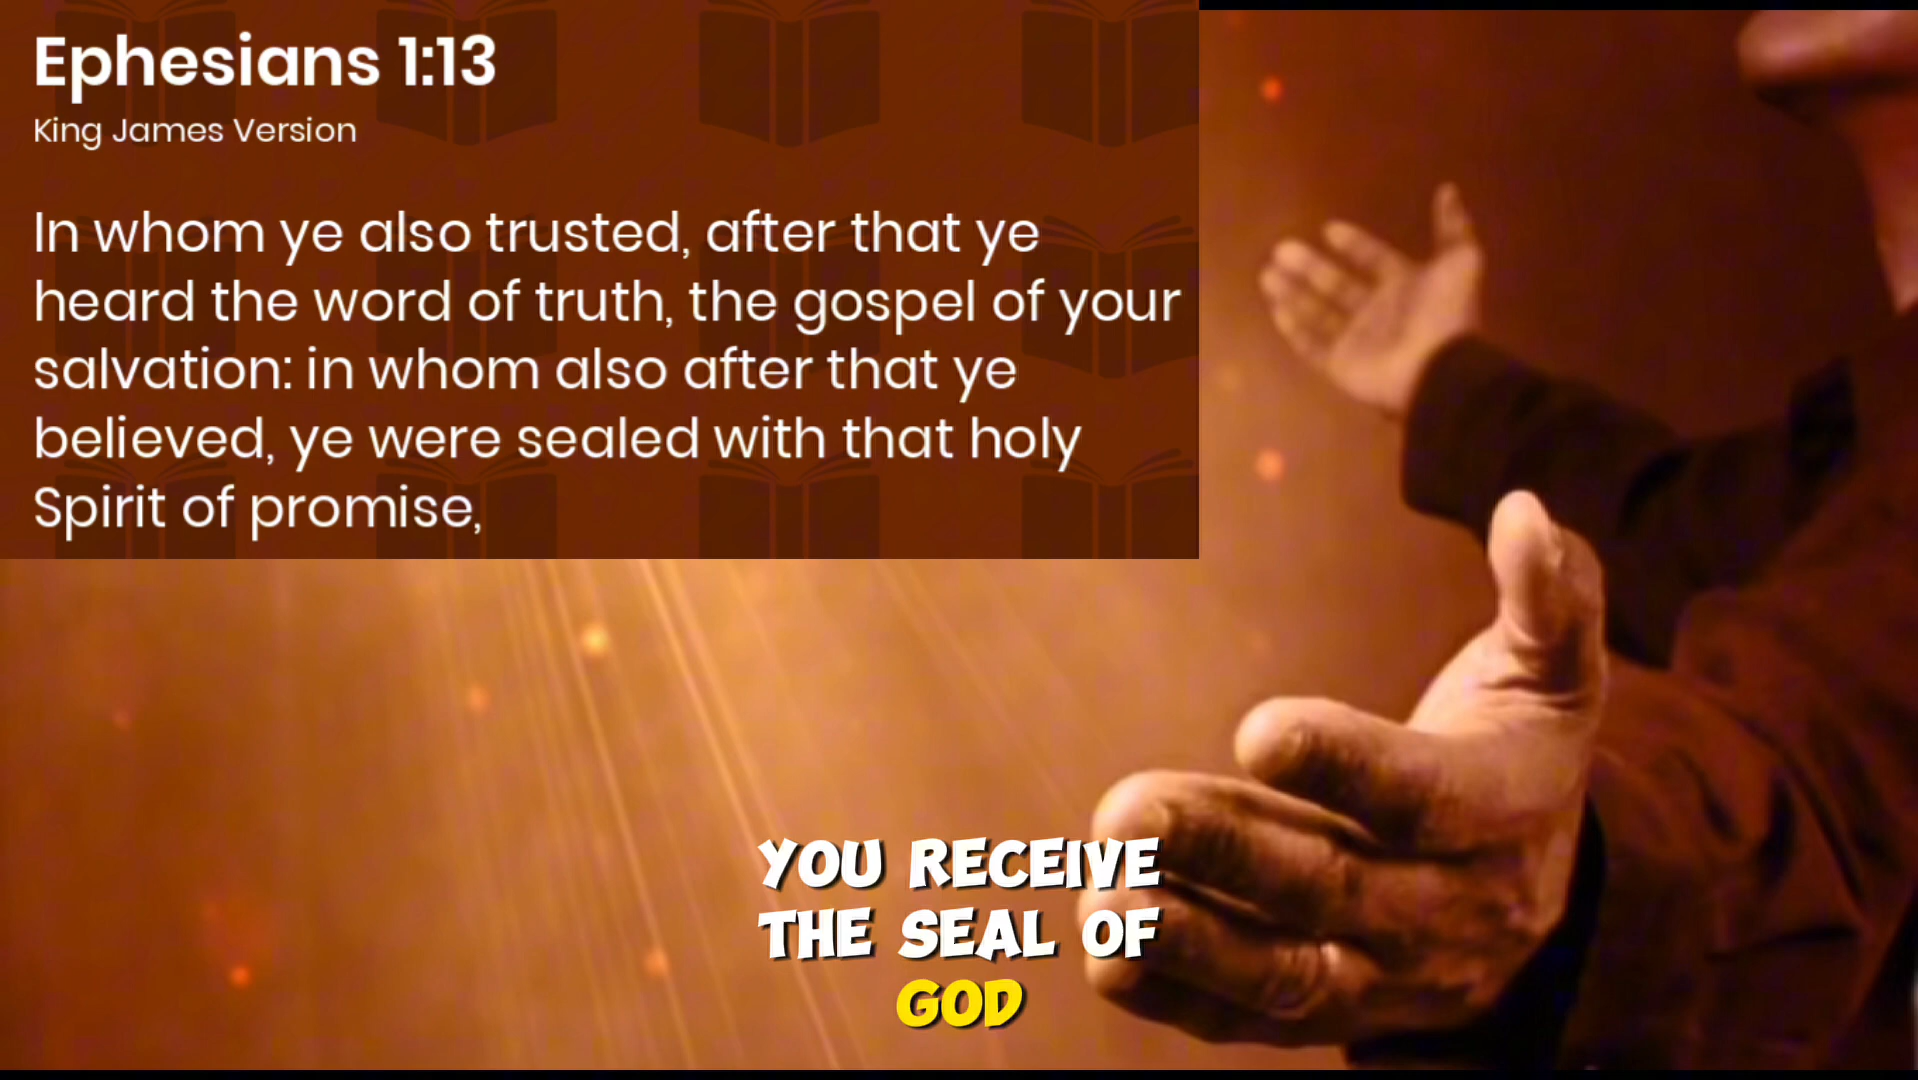 Ephesians 1:13
King James Version
In whom ye also trusted, after that ye
heard the word of truth, the gospel of your
salvation: in whom also after that ye
believed, ye were sealed with that holy
Spirit of promise,
YOU RECEIVE
THE SEAL OF
GOD